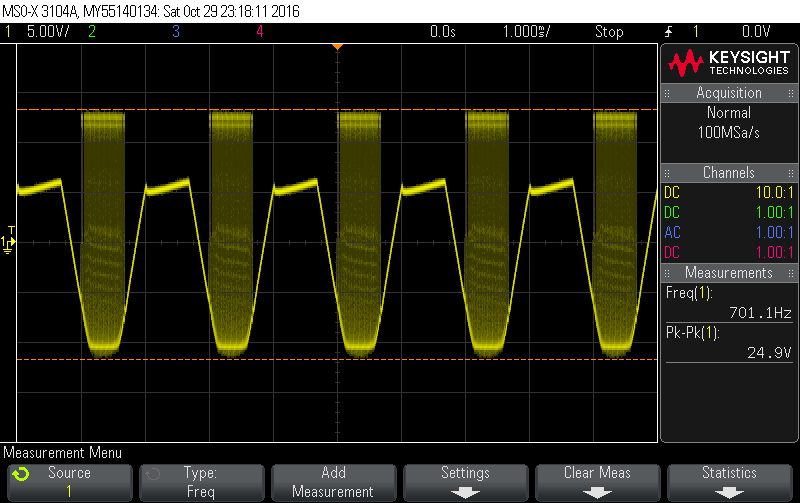 MSO-X 3104A, MY55140134: Sat Oct 29 23:18:11 2016
1 5.00V/ 2 3 4 0.0s 1.000s/ Stop 1 0.0V
KEYSIGHT
TECHNOLOGIES
Acquisition
Normal
100MSa/s
Channels
DC 10.0:1
DC 1.00:1
AC 1.00:1
DC 1.00:1
Measurements
Freq(1):
701.1Hz
Pk-Pk(1):
24.9V
T
1
Measurement Menu
Source
1
Type:
Freq
Add
Measurement
Settings
Clear Meas
Statistics